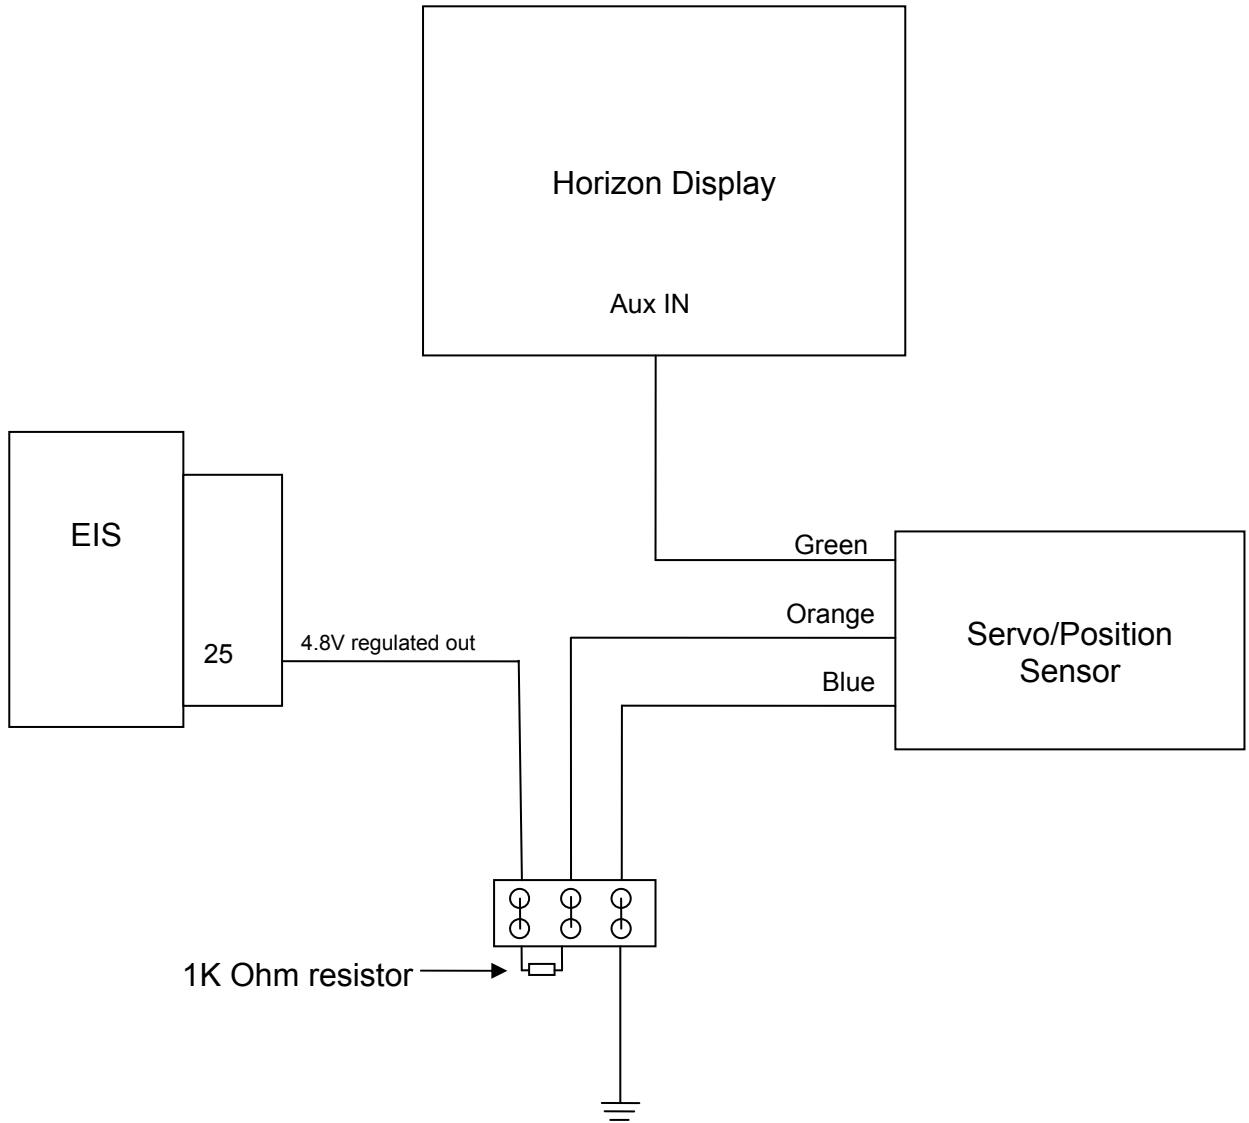 Horizon Display
Aux IN
EIS
Green
Orange
Servo/Position
Sensor
25
4.8V regulated out
Blue
1K Ohm resistor